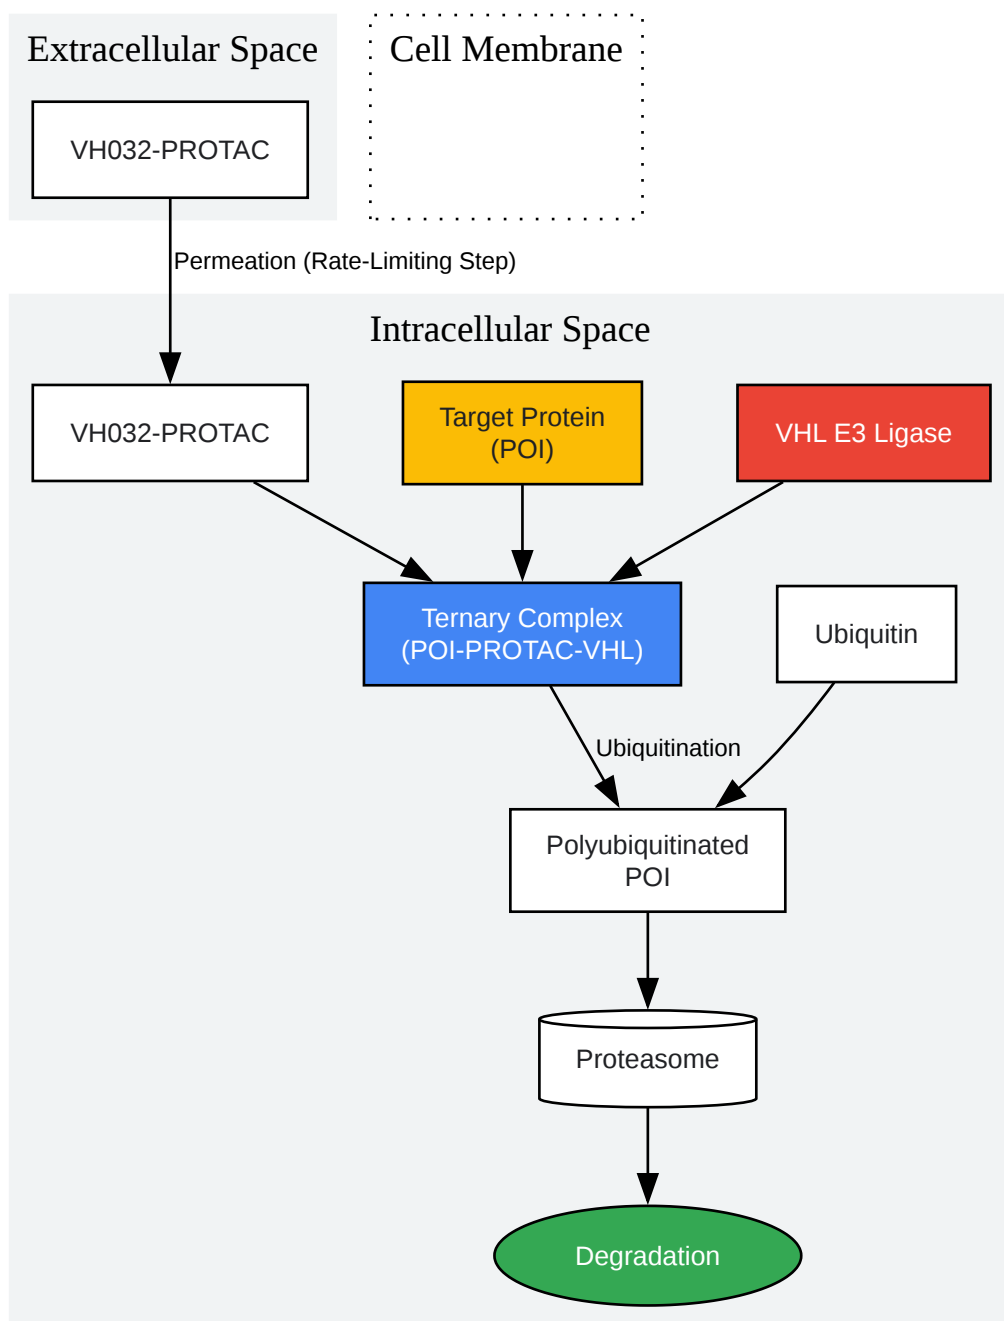 Extracellular Space
Cell Membrane
VH032-PROTAC
Permeation (Rate-Limiting Step)
Intracellular Space
VH032-PROTAC
Target Protein
(POI)
VHL E3 Ligase
Ternary Complex
(POI-PROTAC-VHL)
Ubiquitin
Ubiquitination
Polyubiquitinated
POI
Proteasome
Degradation